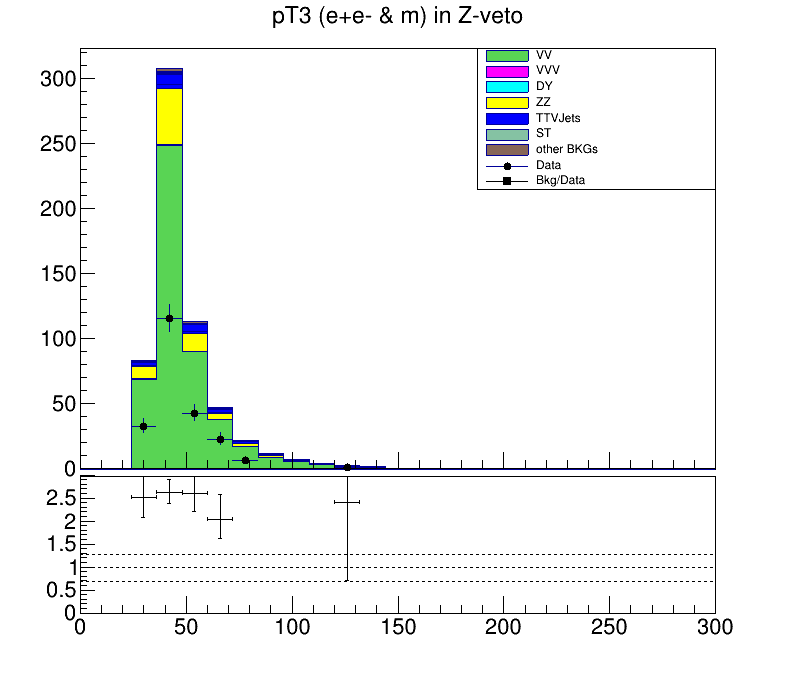 pT3 (e+e- & m) in Z-veto
VV
VVV
DY
ZZ
TTVJets
ST
other BKGs
Data
Bkg/Data
300
250
200
150
100
50
0
2.5
2
1.5
1
0.5
0
0 50 100 150 200 250 300